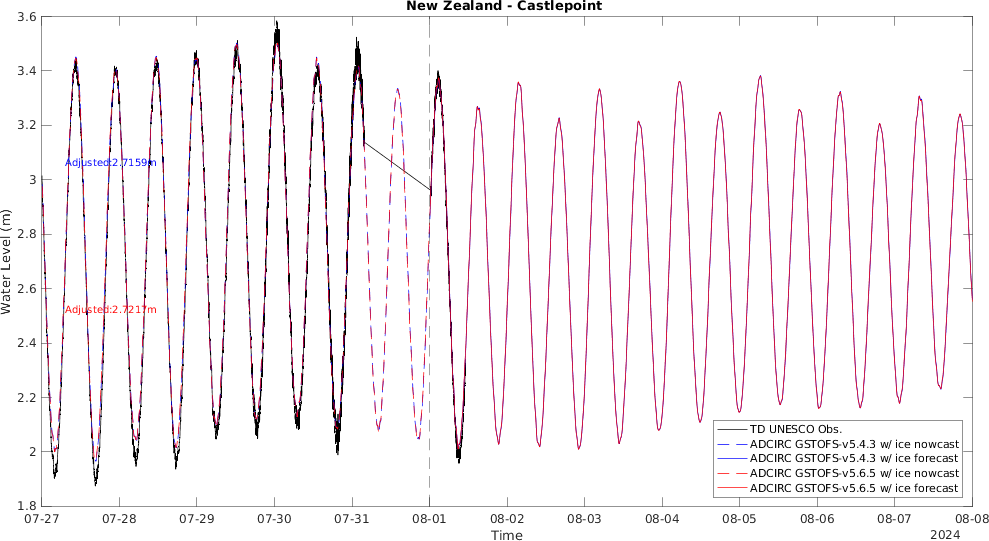 New Zealand - Castlepoint
Water Level (m)
3.6
3.4
3.2
3
2.8
2.6
2.4
2.2
2
1.8
Adjusted:2.7159m
Adjusted:2.7217m
TD UNESCO Obs.
ADCIRC GSTOFS-v5.4.3 w/ ice nowcast
ADCIRC GSTOFS-v5.4.3 w/ ice forecast
ADCIRC GSTOFS-v5.6.5 w/ ice nowcast
ADCIRC GSTOFS-v5.6.5 w/ ice forecast
07-27 07-28 07-29 07-30 07-31 08-01 08-02 08-03 08-04 08-05 08-06 08-07 08-08
Time
2024